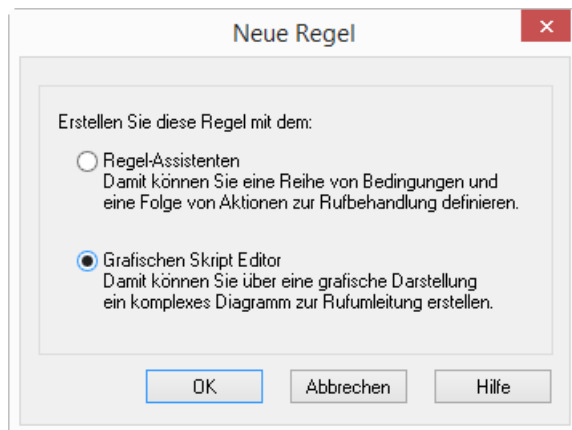 Neue Regel
Erstellen Sie diese Regel mit dem:
Regel-Assistenten
Damit können Sie eine Reihe von Bedingungen und
eine Folge von Aktionen zur Rufbehandlung definieren.
Grafischen Skript Editor
Damit können Sie über eine grafische Darstellung
ein komplexes Diagramm zur Rufumleitung erstellen.
OK Abbrechen Hilfe